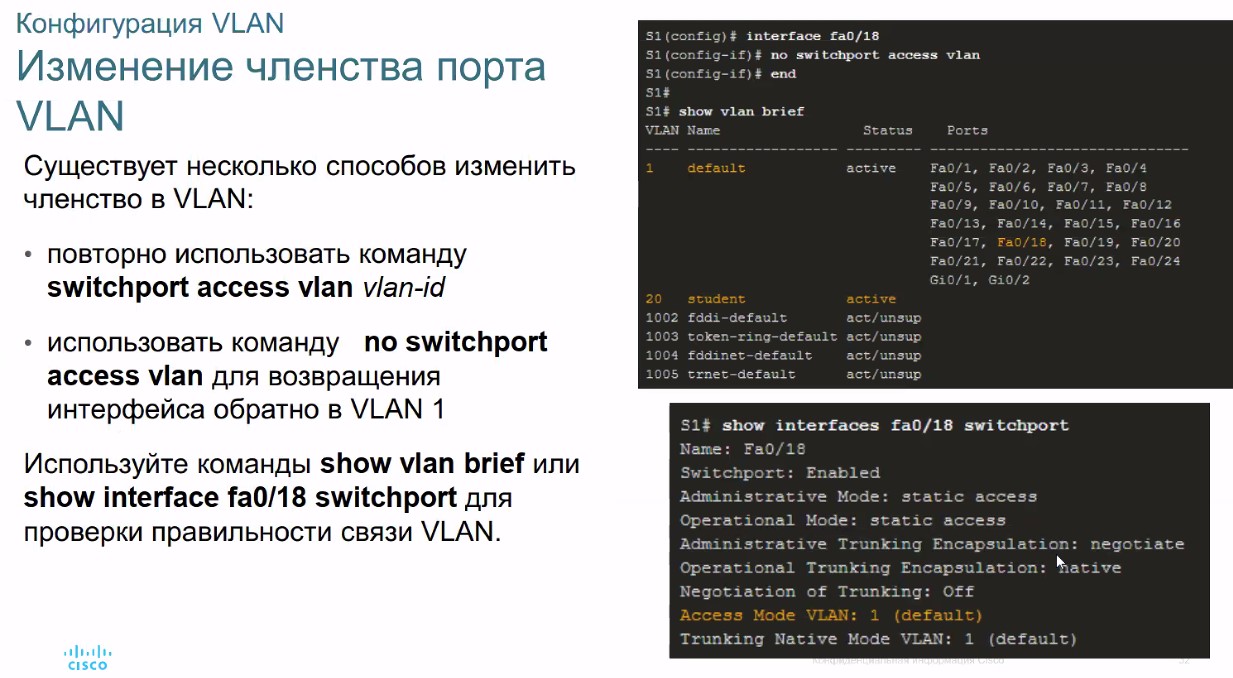 Конфигурация VLAN
Изменение членства порта
VLAN
Существует несколько способов изменить
членство в VLAN:
• повторно использовать команду
switchport access vlan vlan-id
• использовать команду no switchport
access vlan для возвращения
интерфейса обратно в VLAN 1
Используйте команды show vlan brief или
show interface fa0/18 switchport для
проверки правильности связи VLAN.
S1(config)# interface fa0/18
S1(config-if)# no switchport access vlan
S1(config-if)# end
S1#
S1# show vlan brief
VLAN Name Status Ports
---- ------------------ --------- -------------------------------
1 default active Fa0/1, Fa0/2, Fa0/3, Fa0/4
Fa0/5, Fa0/6, Fa0/7, Fa0/8
Fa0/9, Fa0/10, Fa0/11, Fa0/12
Fa0/13, Fa0/14, Fa0/15, Fa0/16
Fa0/17, Fa0/18, Fa0/19, Fa0/20
Fa0/21, Fa0/22, Fa0/23, Fa0/24
Gi0/1, Gi0/2
20 student active
1002 fddi-default act/unsup
1003 token-ring-default act/unsup
1004 fddinet-default act/unsup
1005 trnet-default act/unsup
S1# show interfaces fa0/18 switchport
Name: Fa0/18
Switchport: Enabled
Administrative Mode: static access
Operational Mode: static access
Administrative Trunking Encapsulation: negotiate
Operational Trunking Encapsulation: native
Negotiation of Trunking: Off
Access Mode VLAN: 1 (default)
Trunking Native Mode VLAN: 1 (default)
CISCO
Конфиденциальная информация Cisco
32